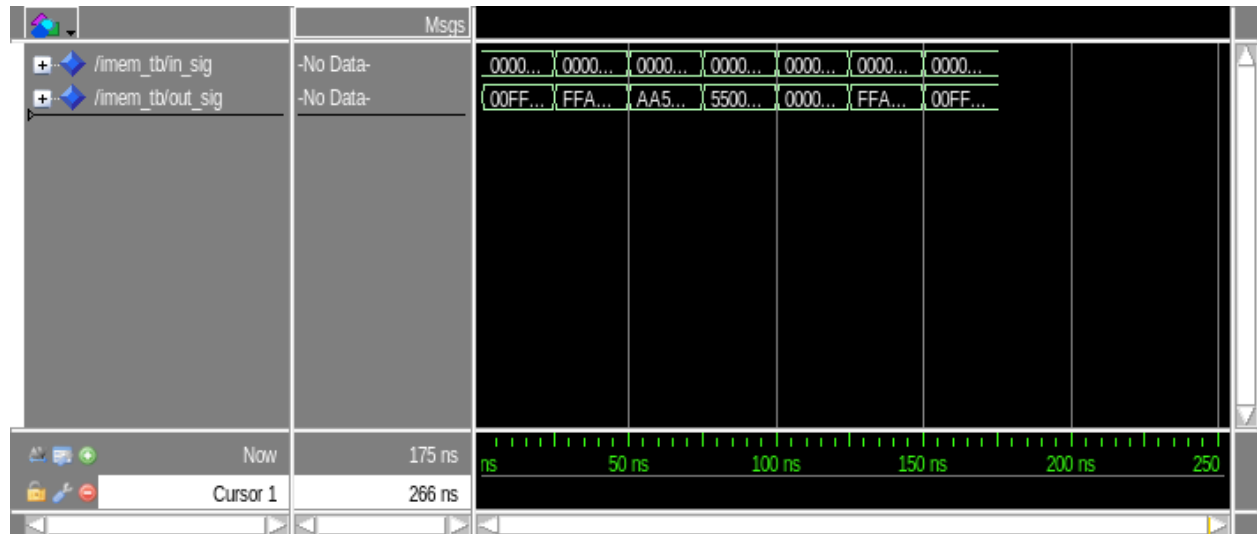 Msgs
/imem_tb/in_sig -No Data- 0000... 0000... 0000... 0000... 0000... 0000... 0000...
/imem_tb/out_sig -No Data- 00FF... FFA... AA5... 5500... 0000... FFA... 00FF...
Now 175 ns ns 50 ns 100 ns 150 ns 200 ns 250
Cursor 1 266 ns